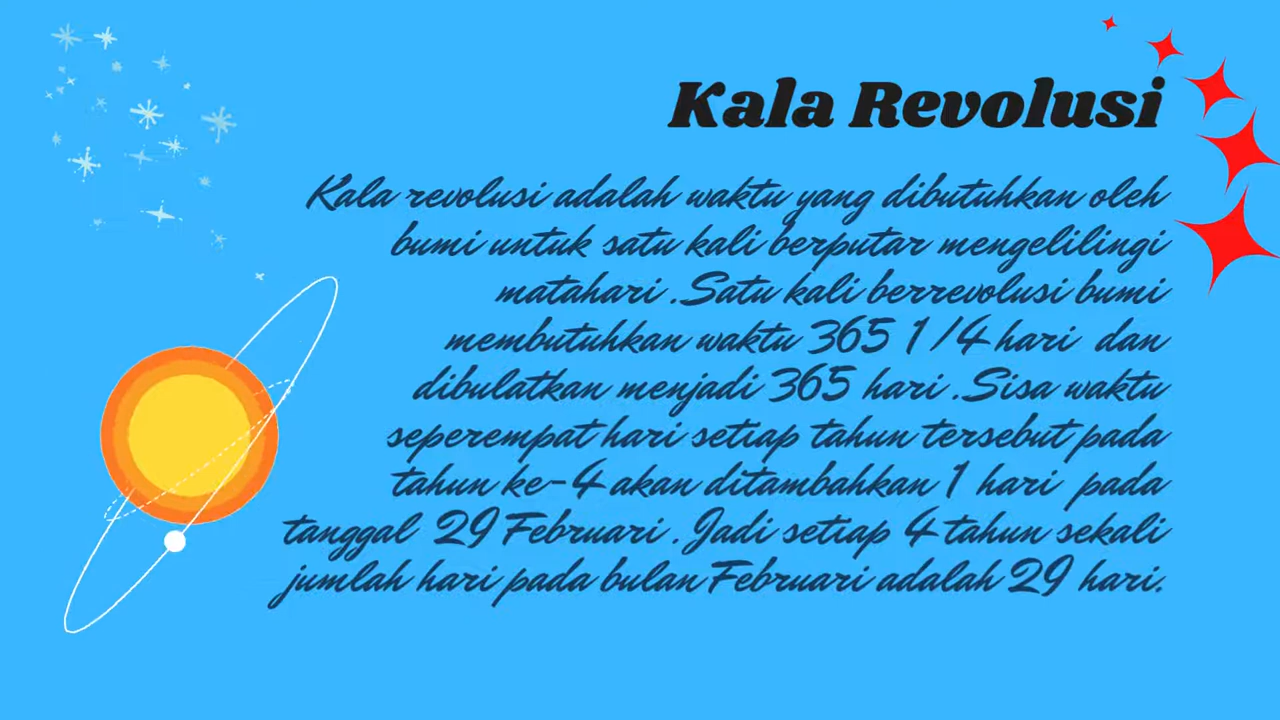 Kala Revolusi
Kala revolusi adalah waktu yang dibutuhkan oleh
bumi untuk satu kali berputar mengelilingi
matahari .Satu kali berrevolusi bumi
membutuhkan waktu 365 1/4 hari dan
dibulatkan menjadi 365 hari .Sisa waktu
seperempat hari setiap tahun tersebut pada
tahun ke-4 akan ditambahkan 1 hari pada
tanggal 29 Februari .Jadi setiap 4 tahun sekali
jumlah hari pada bulan Februari adalah 29 hari.